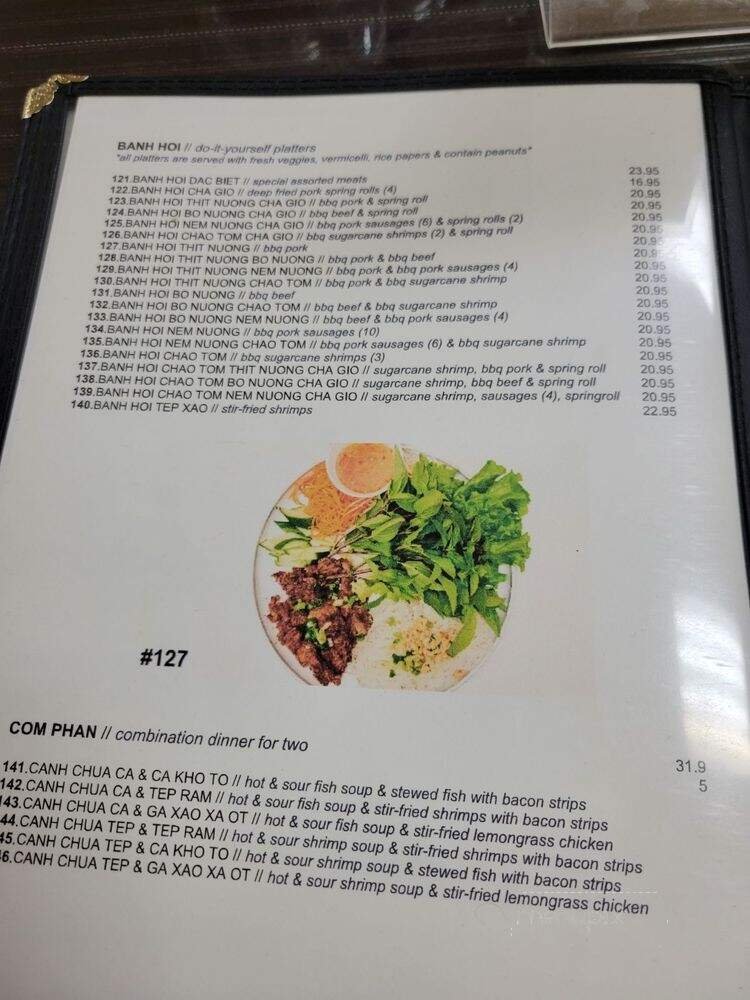 BANH HOI // do-it-yourself platters
*all platters are served with fresh veggies, vermicelli, rice papers & contain peanuts*
121.BANH HOI DAC BIET // special assorted meats 23.95
122.BANH HOI CHA GIO // deep fried pork spring rolls (4) 16.95
123.BANH HOI THIT NUONG CHA GIO // bbq pork & spring roll 20.95
124.BANH HOI BO NUONG CHA GIO // bbq beef & spring roll 20.95
125.BANH HOI NEM NUONG CHA GIO // bbq pork sausages (6) & spring rolls (2) 20.95
126.BANH HOI CHAO TOM CHA GIO // bbq sugarcane shrimps (2) & spring roll 20.95
127.BANH HOI THIT NUONG // bbq pork 20.95
128.BANH HOI THIT NUONG BO NUONG // bbq pork & bbq beef 20.9
129.BANH HOI THIT NUONG NEM NUONG // bbq pork & bbq pork sausages (4) 20.95
130.BANH HOI THIT NUONG CHAO TOM // bbq pork & bbq sugarcane shrimp 20.95
131.BANH HOI BO NUONG // bbq beef 20.95
132.BANH HOI BO NUONG CHAO TOM // bbq beef & bbq sugarcane shrimp 20.95
133.BANH HOI BO NUONG NEM NUONG // bbq beef & bbq pork sausages (4) 20.95
134.BANH HOI NEM NUONG // bbq pork sausages (10) 20.95
135.BANH HOI NEM NUONG CHAO TOM // bbq pork sausages (6) & bbq sugarcane shrimp 20.95
136.BANH HOI CHAO TOM // bbq sugarcane shrimps (3) 20.95
137.BANH HOI CHAO TOM THIT NUONG CHA GIO // sugarcane shrimp, bbq pork & spring roll 20.95
138.BANH HOI CHAO TOM BO NUONG CHA GIO // sugarcane shrimp, bbq beef & spring roll 20.95
139.BANH HOI CHAO TOM NEM NUONG CHA GIO // sugarcane shrimp, sausages (4), springroll 20.95
140.BANH HOI TEP XAO // stir-fried shrimps 22.95
#127
COM PHAN // combination dinner for two
31.9
5
141.CANH CHUA CA & CA KHO TO // hot & sour fish soup & stewed fish with bacon strips
142.CANH CHUA CA & TEP RAM // hot & sour fish soup & stir-fried shrimps with bacon strips
143.CANH CHUA CA & GA XAO XA OT // hot & sour fish soup & stir-fried lemongrass chicken
44.CANH CHUA TEP & TEP RAM // hot & sour shrimp soup & stir-fried shrimps with bacon strips
45.CANH CHUA TEP & CA KHO TO // hot & sour shrimp soup & stewed fish with bacon strips
46.CANH CHUA TEP & GA XAO XA OT // hot & sour shrimp soup & stir-fried lemongrass chicken